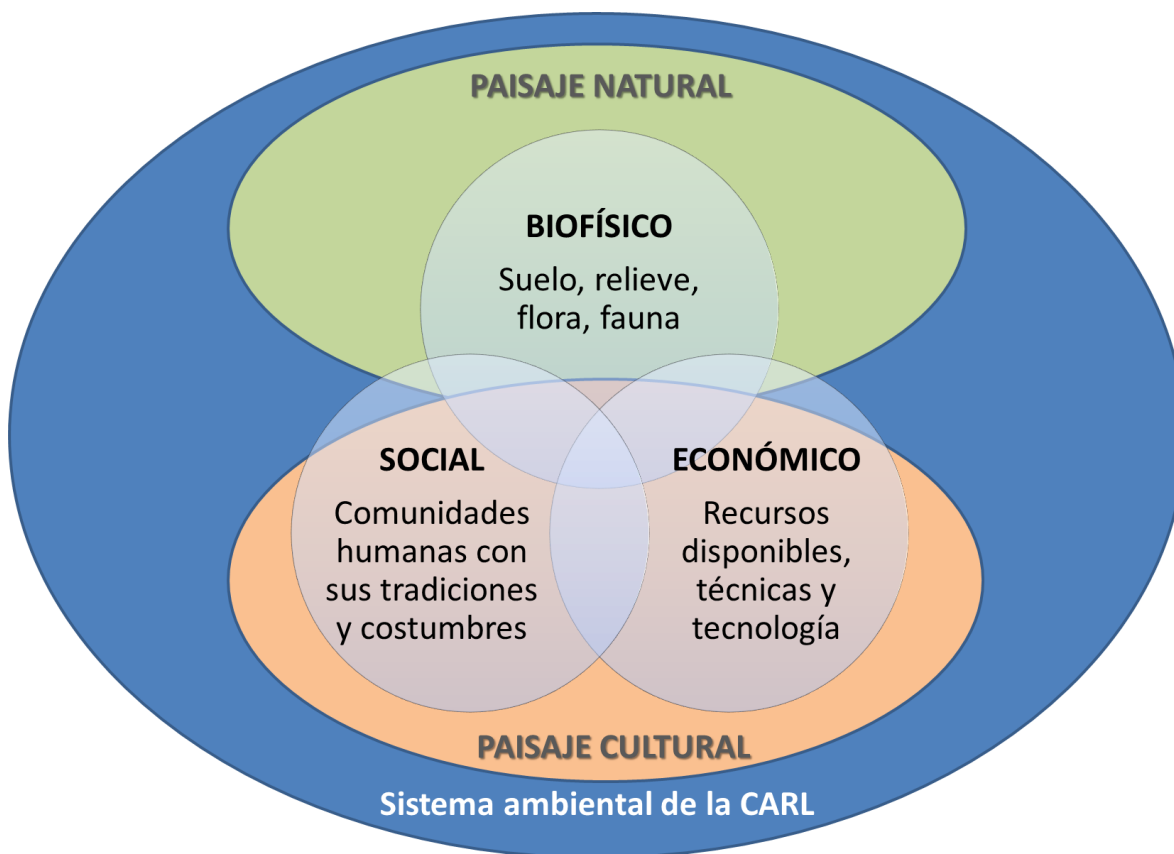 PAISAJE NATURAL
BIOFÍSICO
Suelo, relieve,
flora, fauna
SOCIAL
Comunidades
humanas con
sus tradiciones
y costumbres
ECONÓMICO
Recursos
disponibles,
técnicas y
tecnología
PAISAJE CULTURAL
Sistema ambiental de la CARL